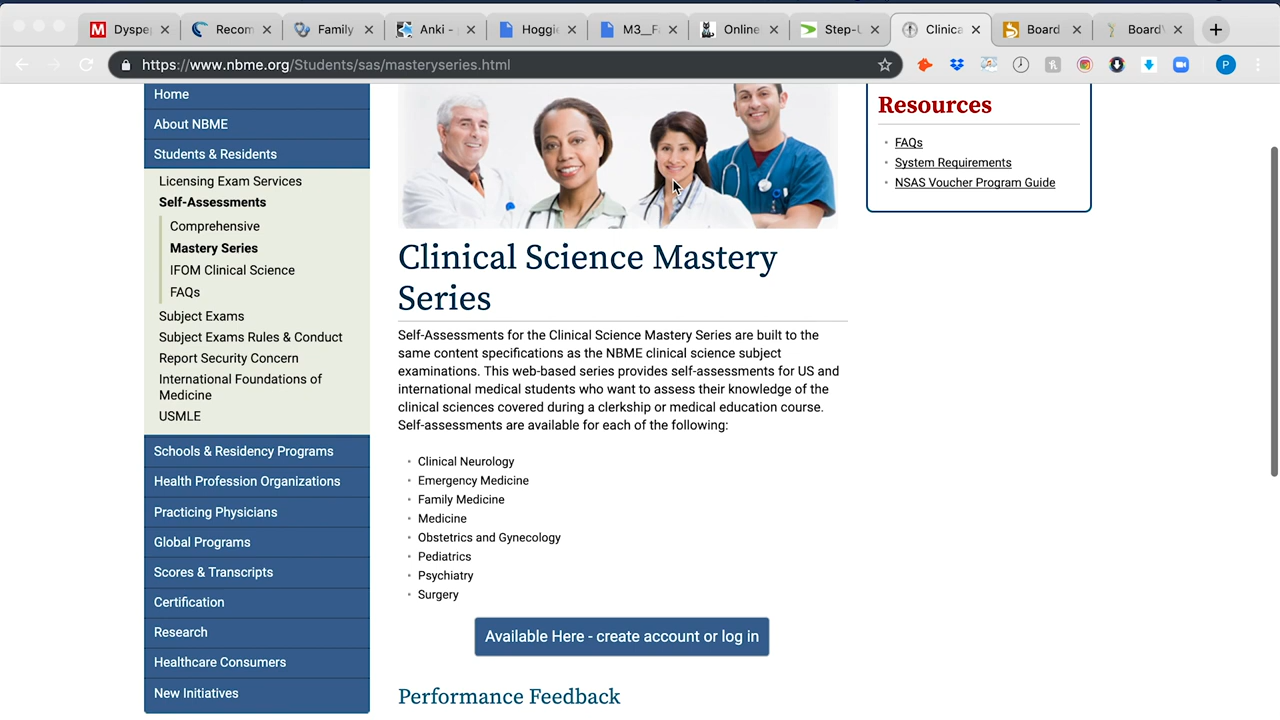 Dyspe
Recom
Family
Anki -
Hoggie
M3__Fa
Online
Step-U
Clinica
Board
BoardV
https://www.nbme.org/Students/sas/masteryseries.html
P
Home
About NBME
Students & Residents
Licensing Exam Services
Self-Assessments
Comprehensive
Mastery Series
IFOM Clinical Science
FAQs
Subject Exams
Subject Exams Rules & Conduct
Report Security Concern
International Foundations of
Medicine
USMLE
Schools & Residency Programs
Health Profession Organizations
Practicing Physicians
Global Programs
Scores & Transcripts
Certification
Research
Healthcare Consumers
New Initiatives
Clinical Science Mastery
Series
Self-Assessments for the Clinical Science Mastery Series are built to the
same content specifications as the NBME clinical science subject
examinations. This web-based series provides self-assessments for US and
international medical students who want to assess their knowledge of the
clinical sciences covered during a clerkship or medical education course.
Self-assessments are available for each of the following:
Clinical Neurology
Emergency Medicine
Family Medicine
Medicine
Obstetrics and Gynecology
Pediatrics
Psychiatry
Surgery
Available Here - create account or log in
Performance Feedback
Resources
FAQs
System Requirements
NSAS Voucher Program Guide